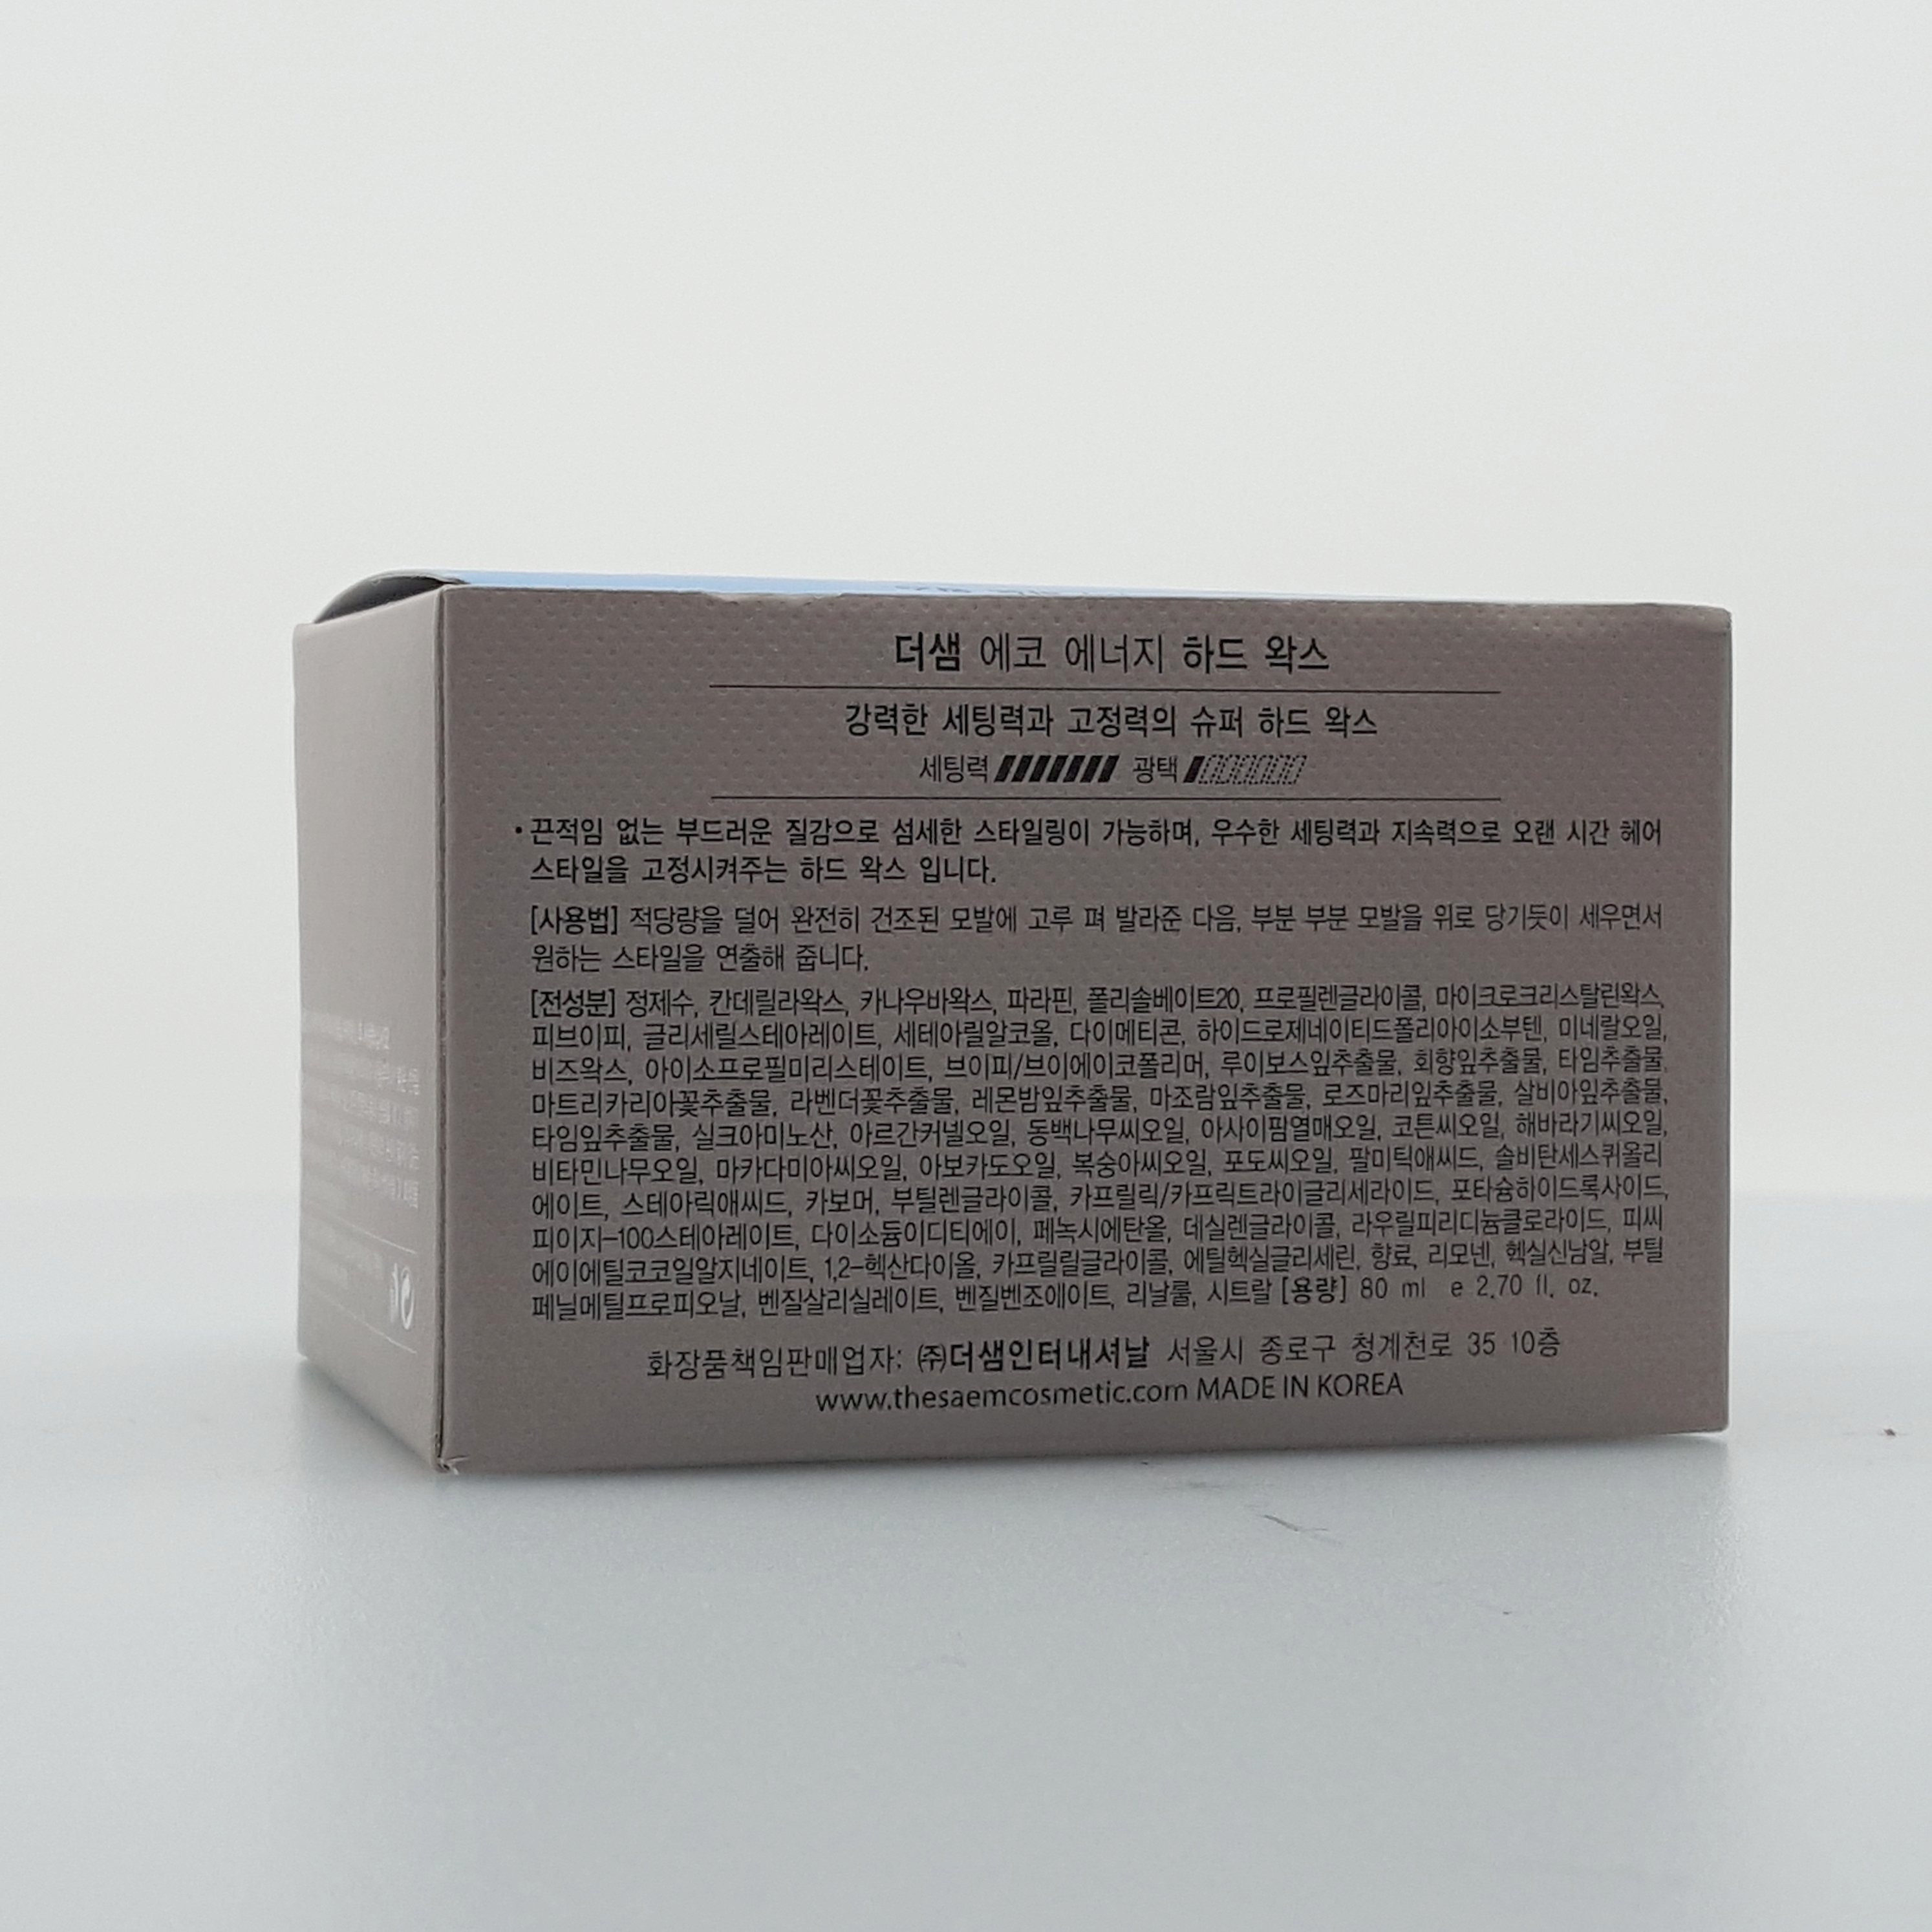 더샘 에코 에너지 하드 왁스
강력한 세팅력과 고정력의 슈퍼 하드 왁스
세팅력 광택
• 끈적임 없는 부드러운 질감으로 섬세한 스타일링이 가능하며, 우수한 세팅력과 지속력으로 오랜 시간 헤어
스타일을 고정시켜주는 하드 왁스 입니다.
[사용법] 적당량을 덜어 완전히 건조된 모발에 고루 펴 발라준 다음, 부분 부분 모발을 위로 당기듯이 세우면서
원하는 스타일을 연출해 줍니다.
[전성분] 정제수, 칸데릴라왁스, 카나우바왁스, 파라핀, 폴리솔베이트20, 프로필렌글라이콜, 마이크로크리스탈린왁스,
피브이피, 글리세릴스테아레이트, 세테아릴알코올, 다이메티콘, 하이드로제네이티드폴리아이소부텐, 미네랄오일,
비즈왁스, 아이소프로필미리스테이트, 브이피/브이에이코폴리머, 루이보스잎추출물, 회향잎추출물, 타임추출물,
마트리카리아꽃추출물, 라벤더꽃추출물, 레몬밤잎추출물, 마조람잎추출물, 로즈마리잎추출물, 살비아잎추출물,
타임잎추출물, 실크아미노산, 아르간커넬오일, 동백나무씨오일, 아사이팜열매오일, 코튼씨오일, 해바라기씨오일,
비타민나무오일, 마카다미아씨오일, 아보카도오일, 복숭아씨오일, 포도씨오일, 팔미틱애씨드, 솔비탄세스퀴올리
에이트, 스테아릭애씨드, 카보머, 부틸렌글라이콜, 카프릴릭/카프릭트라이글리세라이드, 포타슘하이드록사이드,
피이지-100스테아레이트, 다이소듐이디티에이, 페녹시에탄올, 데실렌글라이콜, 라우릴피리디늄클로라이드, 피씨
에이에틸코코일알지네이트, 1,2-헥산다이올, 카프릴릴글라이콜, 에틸헥실글리세린, 향료, 리모넨, 헥실신남알, 부틸
페닐메틸프로피오날, 벤질살리실레이트, 벤질벤조에이트, 리날룰, 시트랄 [용량] 80 ml e 2.70 fl. oz.
화장품책임판매업자: ㈜더샘인터내셔날 서울시 종로구 청계천로 35 10층
www.thesaemcosmetic.com MADE IN KOREA